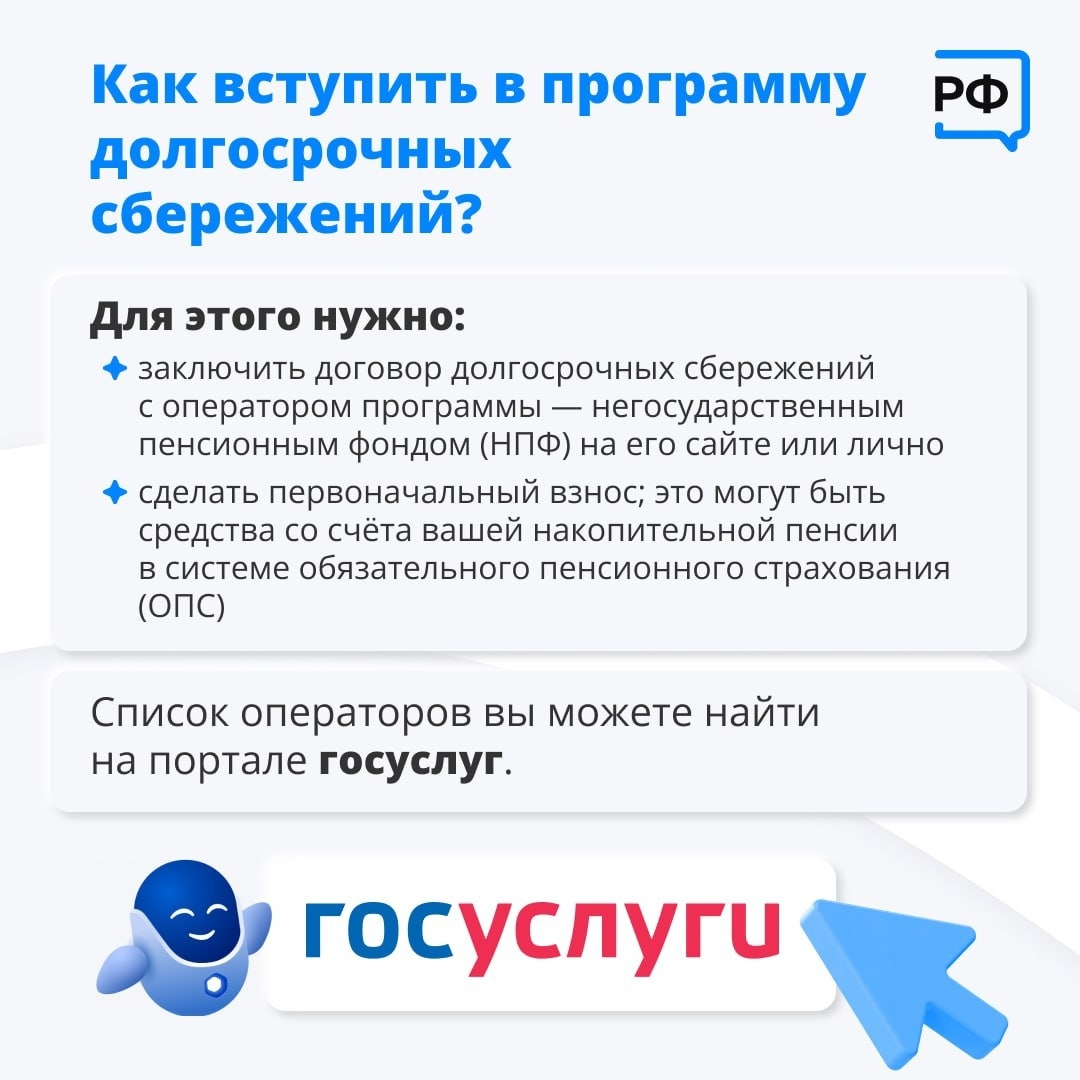 Как вступить в программу
долгосрочных
сбережений?
РФ
Для этого нужно:
заключить договор долгосрочных сбережений
с оператором программы — негосударственным
пенсионным фондом (НПФ) на его сайте или лично
сделать первоначальный взнос; это могут быть
средства со счёта вашей накопительной пенсии
в системе обязательного пенсионного страхования
(ОПС)
Список операторов вы можете найти
на портале госуслуг.
госуслуги